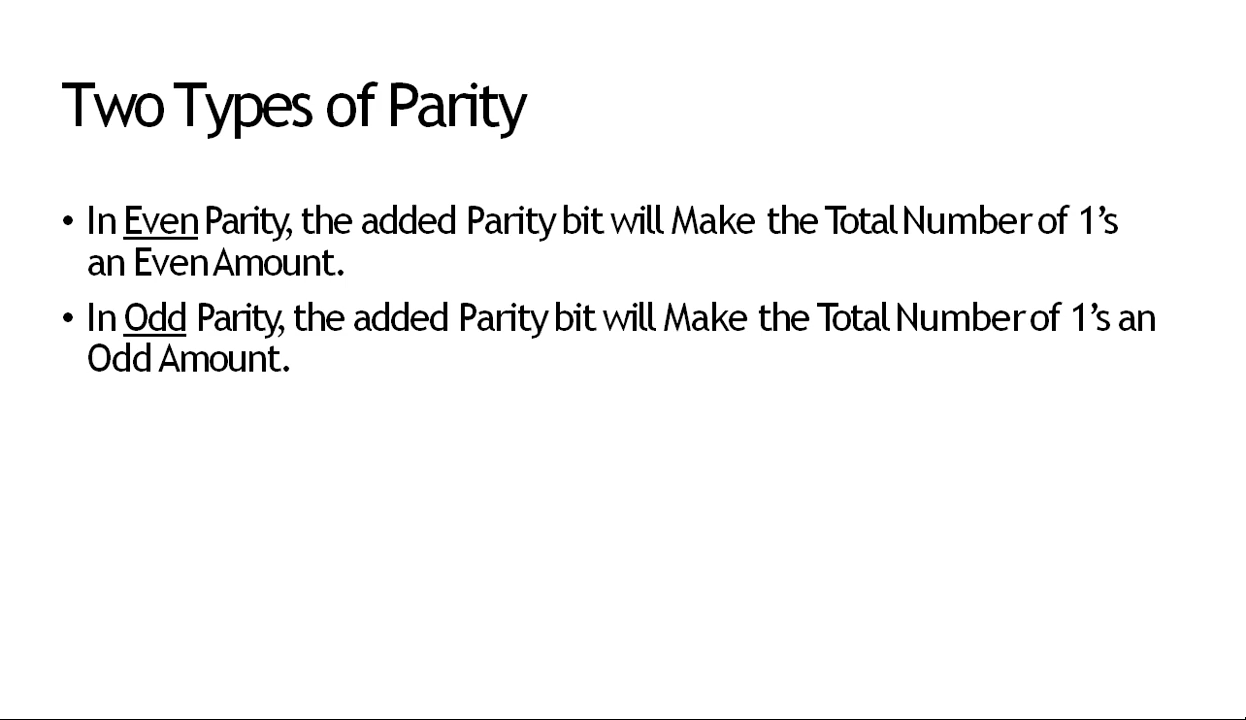 Two Types of Parity
• In Even Parity, the added Parity bit will Make the Total Number of 1’s
an Even Amount.
• In Odd Parity, the added Parity bit will Make the Total Number of 1’s an
Odd Amount.